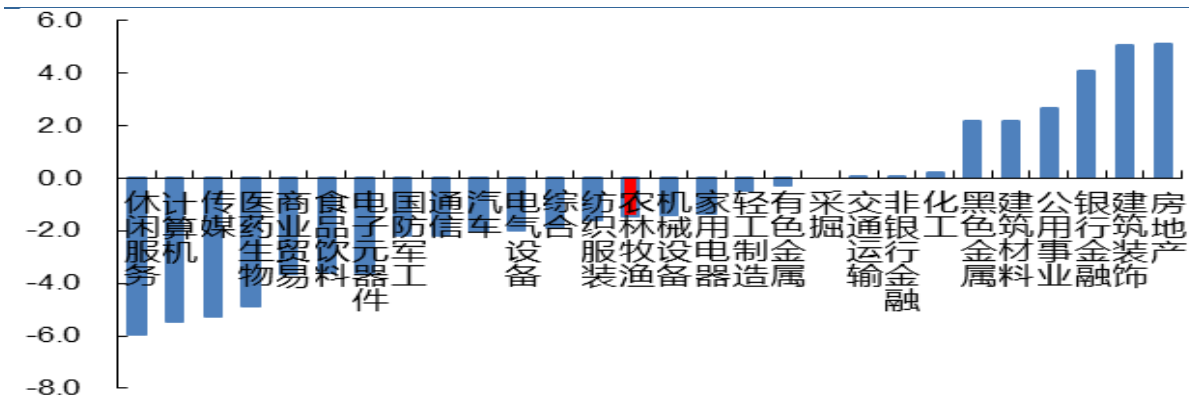 6.0
4.0
2.0
0.0
-2.0
-4.0
-6.0
-8.0
休闲服务
计算机
传媒
医药生物
商业贸易
食品饮料
电子元器件
国防军工
通信
汽车
电气设备
综合
纺织服装
农林牧渔
机械设备
家用电器
轻工制造
有色金属
采掘
交通运输
非银行金融
化工
黑色金属
建筑材料
公用事业
银行金融
建筑装饰
房地产